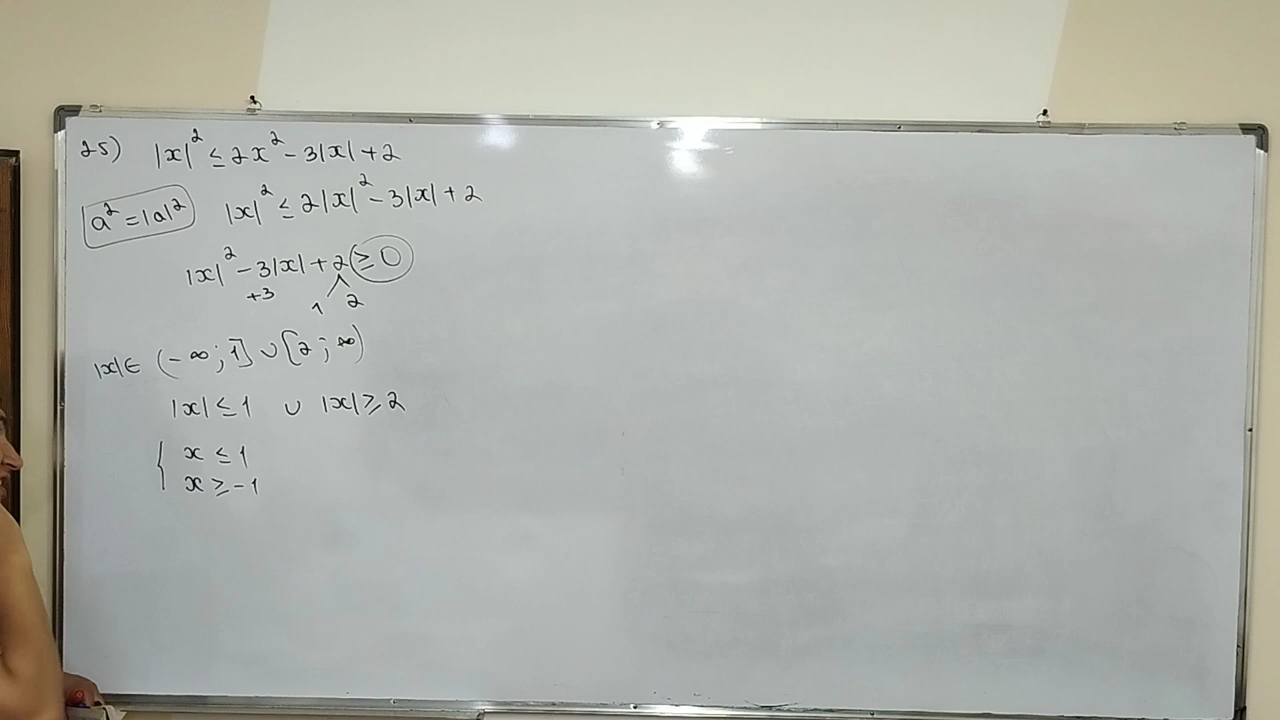 25) |x|² ≤ 2x² - 3|x| + 2
a² = |a|² |x|² ≤ 2|x|² - 3|x| + 2
|x|² - 3|x| + 2 ≥ 0
+3 1 2
|x| ∈ (-∞; 1] ∪ [2; ∞)
|x| ≤ 1 ∪ |x| ≥ 2
{ x ≤ 1
x ≥ -1